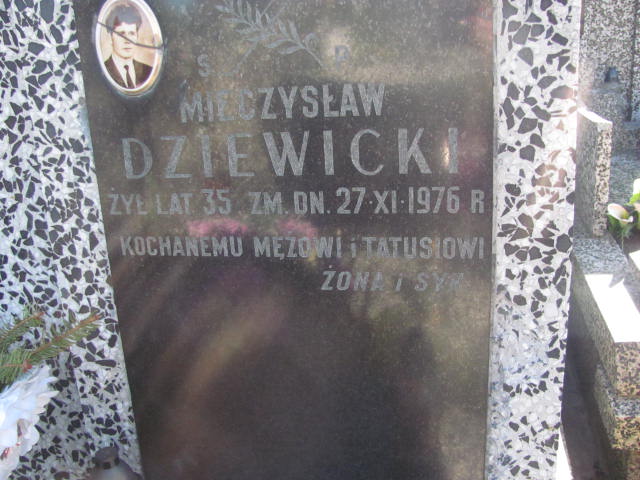 Ś P
MIECZYSŁAW
DZIEWICKI
ŻYŁ LAT 35 ZM. DN. 27·XI·1976 R
KOCHANEMU MĘŻOWI i TATUSIOWI
ŻONA i SYN